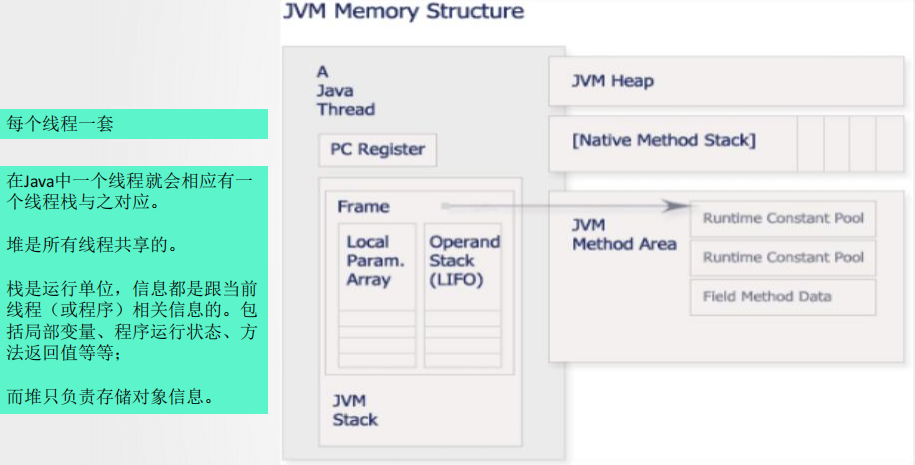 JVM Memory Structure
每个线程一套
在Java中一个线程就会相应有一
个线程栈与之对应。
堆是所有线程共享的。
栈是运行单位，信息都是跟当前
线程（或程序）相关信息的。包
括局部变量、程序运行状态、方
法返回值等等；
而堆只负责存储对象信息。
A
Java
Thread
PC Register
Frame
Local
Param.
Array
Operand
Stack
(LIFO)
JVM
Stack
JVM Heap
[Native Method Stack]
JVM
Method Area
Runtime Constant Pool
Runtime Constant Pool
Field Method Data